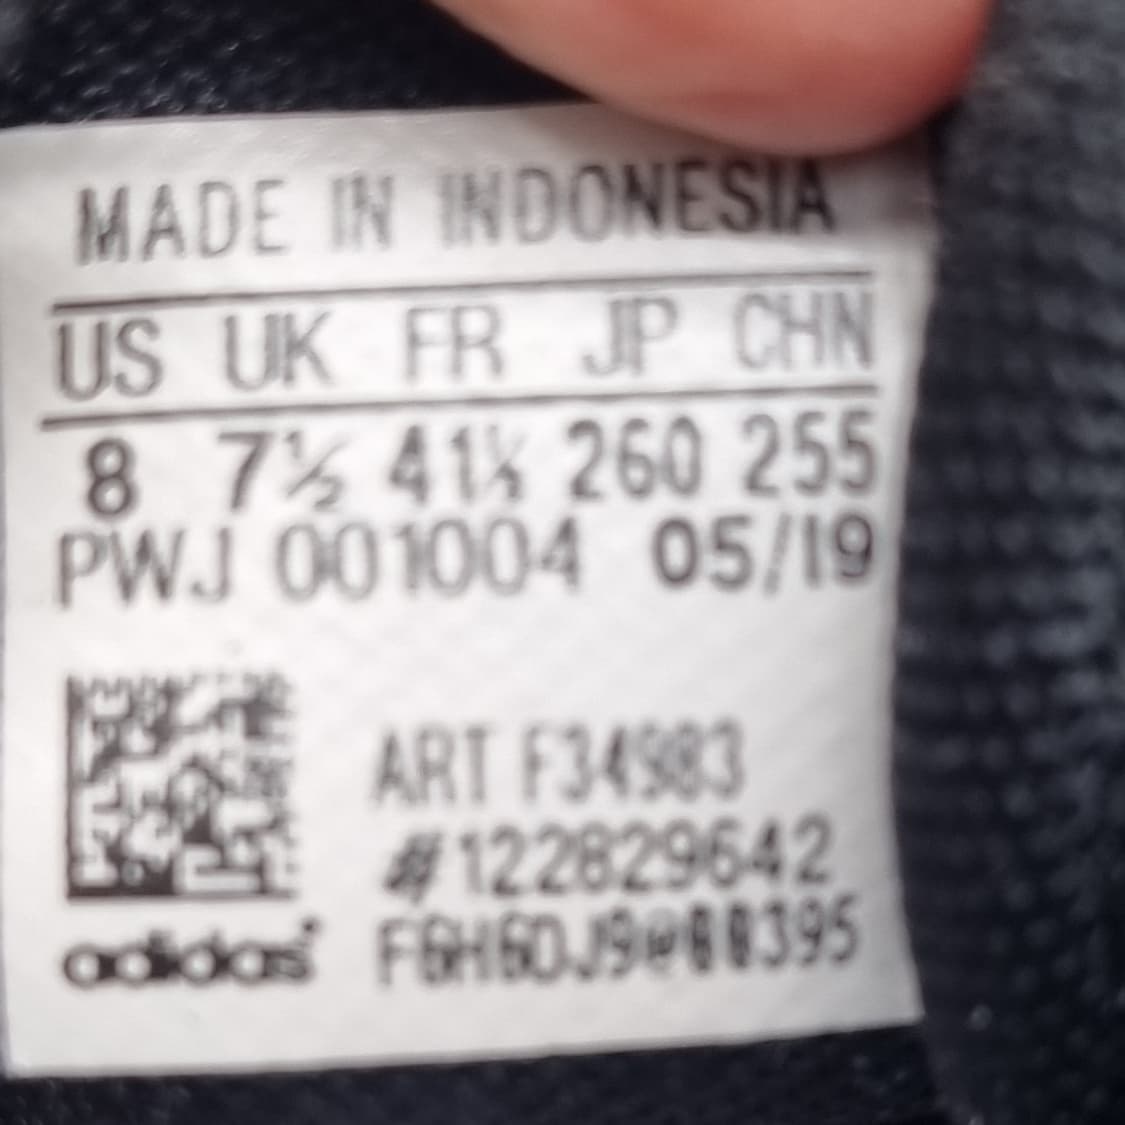 MADE IN INDONESIA
US UK FR JP CHN
8 7½ 41⅓ 260 255
PWJ 001004 05/19
ART F34983
#122829642
adidas